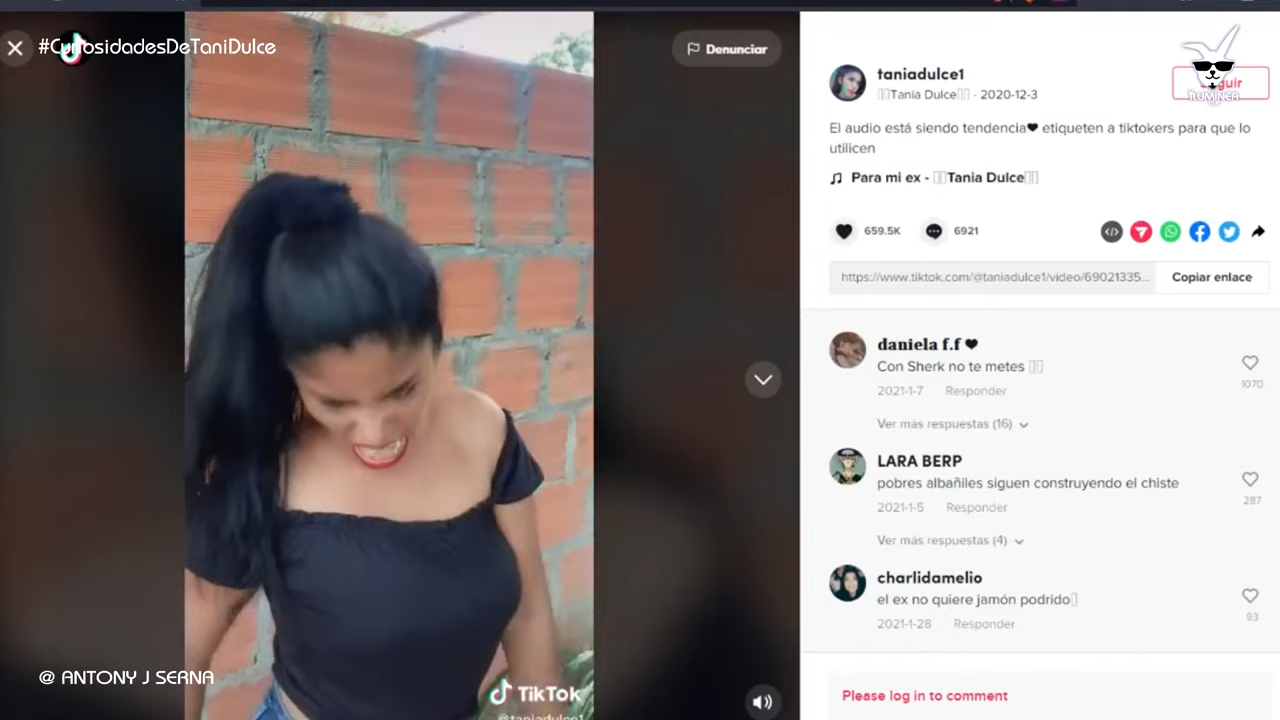 #CuriosidadesDeTaniDulce
Denunciar
taniadulce1
Tania Dulce · 2020-12-3
El audio está siendo tendencia❤ etiqueten a tiktokers para que lo
utilicen
Para mi ex - Tania Dulce
659.5K
6921
https://www.tiktok.com/@taniadulce1/video/69021335...
Copiar enlace
daniela f.f ❤
Con Sherk no te metes
2021-1-7 Responder
1070
Ver más respuestas (16)
LARA BERP
pobres albañiles siguen construyendo el chiste
2021-1-5 Responder
287
Ver más respuestas (4)
charlidamelio
el ex no quiere jamón podrido
2021-1-28 Responder
93
Please log in to comment
@ ANTONY J SERNA
TikTok
@taniadulce1